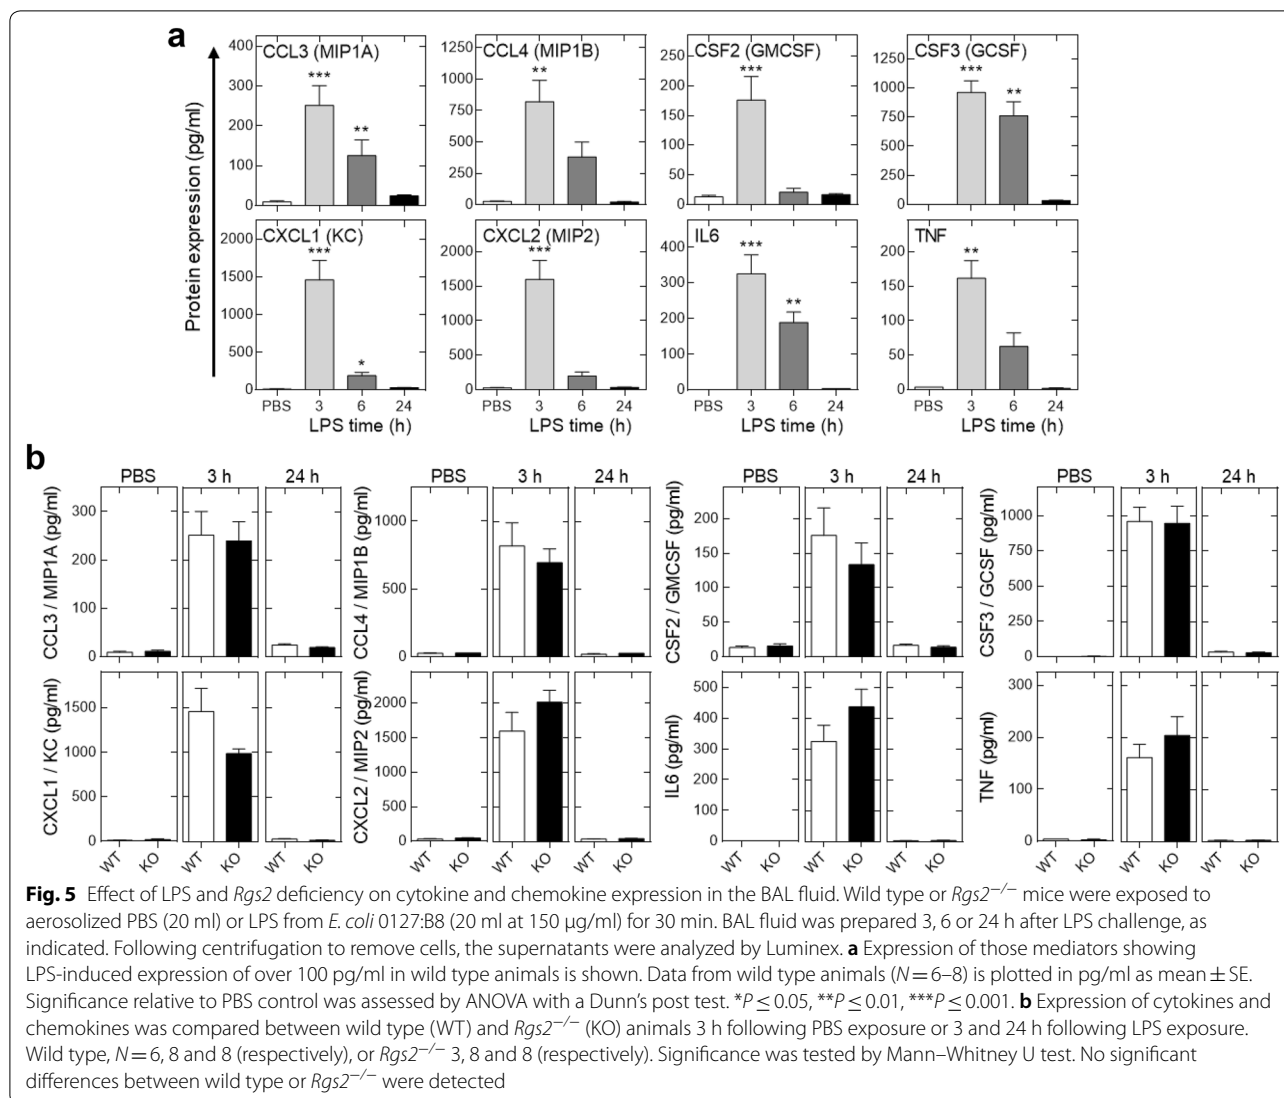 a
Protein expression (pg/ml)
CCL3 (MIP1A)
400
300
200
100
0
***
**
CCL4 (MIP1B)
1250
1000
750
500
250
0
**
CSF2 (GMCSF)
250
200
150
100
50
0
***
CSF3 (GCSF)
1000
750
500
250
0
***
**
CXCL1 (KC)
2000
1500
1000
500
0
***
*
PBS 3 6 24
LPS time (h)
CXCL2 (MIP2)
2000
1500
1000
500
0
***
PBS 3 6 24
LPS time (h)
IL6
400
300
200
100
0
***
**
PBS 3 6 24
LPS time (h)
TNF
200
150
100
50
0
**
PBS 3 6 24
LPS time (h)
b
PBS 3 h 24 h
CCL3 / MIP1A (pg/ml)
300
200
100
0
PBS 3 h 24 h
CCL4 / MIP1B (pg/ml)
1000
500
0
PBS 3 h 24 h
CSF2 / GMCSF (pg/ml)
200
150
100
50
0
PBS 3 h 24 h
CSF3 / GCSF (pg/ml)
1000
750
500
250
0
CXCL1 / KC (pg/ml)
1500
1000
500
0
WT KO WT KO WT KO
CXCL2 / MIP2 (pg/ml)
2000
1500
1000
500
0
WT KO WT KO WT KO
IL6 (pg/ml)
500
400
300
200
100
0
WT KO WT KO WT KO
TNF (pg/ml)
300
200
100
0
WT KO WT KO WT KO
Fig. 5 Effect of LPS and Rgs2 deficiency on cytokine and chemokine expression in the BAL fluid. Wild type or Rgs2−/− mice were exposed to
aerosolized PBS (20 ml) or LPS from E. coli 0127:B8 (20 ml at 150 µg/ml) for 30 min. BAL fluid was prepared 3, 6 or 24 h after LPS challenge, as
indicated. Following centrifugation to remove cells, the supernatants were analyzed by Luminex. a Expression of those mediators showing
LPS-induced expression of over 100 pg/ml in wild type animals is shown. Data from wild type animals (N = 6–8) is plotted in pg/ml as mean ± SE.
Significance relative to PBS control was assessed by ANOVA with a Dunn's post test. *P ≤ 0.05, **P ≤ 0.01, ***P ≤ 0.001. b Expression of cytokines and
chemokines was compared between wild type (WT) and Rgs2−/− (KO) animals 3 h following PBS exposure or 3 and 24 h following LPS exposure.
Wild type, N = 6, 8 and 8 (respectively), or Rgs2−/− 3, 8 and 8 (respectively). Significance was tested by Mann–Whitney U test. No significant
differences between wild type or Rgs2−/− were detected